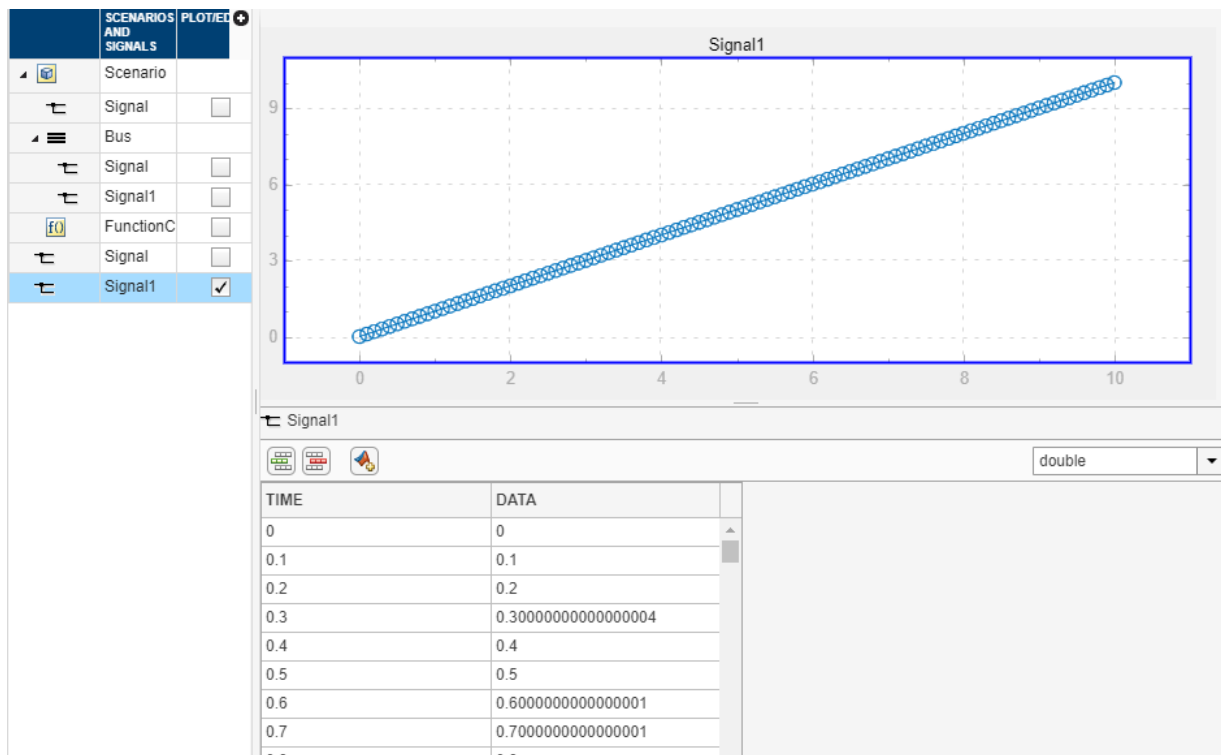 SCENARIOS AND SIGNALS
PLOT/ED
Scenario
Signal
Bus
Signal
Signal1
f()
FunctionC
Signal
Signal1
Signal1
9
6
3
0
0 2 4 6 8 10
Signal1
double
TIME DATA
0 0
0.1 0.1
0.2 0.2
0.3 0.30000000000000004
0.4 0.4
0.5 0.5
0.6 0.6000000000000001
0.7 0.7000000000000001